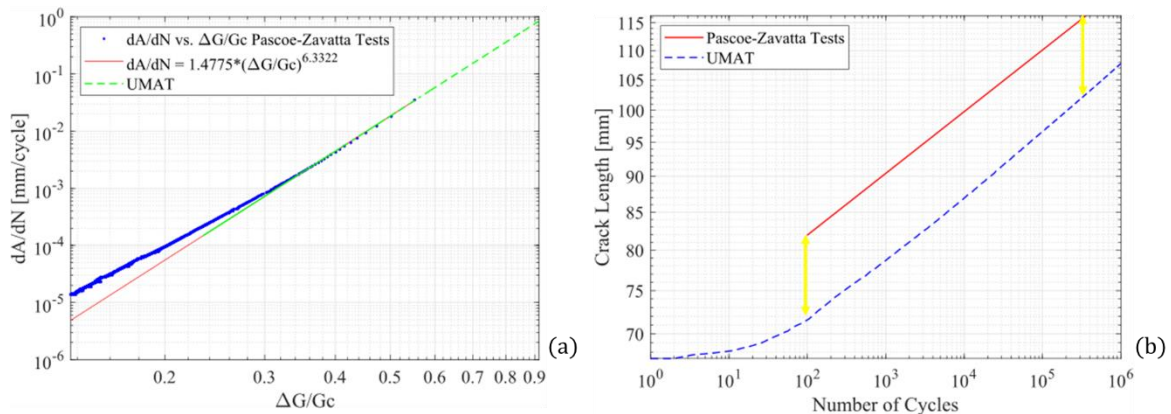 10^0
10^-1
10^-2
10^-3
10^-4
10^-5
10^-6
dA/dN [mm/cycle]
dA/dN vs. ΔG/Gc Pascoe-Zavatta Tests
dA/dN = 1.4775*(ΔG/Gc)^6.3322
UMAT
0.2 0.3 0.4 0.5 0.6 0.7 0.8 0.9
ΔG/Gc
(a)
115
110
105
100
95
90
85
80
75
70
Crack Length [mm]
Pascoe-Zavatta Tests
UMAT
10^0 10^1 10^2 10^3 10^4 10^5 10^6
Number of Cycles
(b)